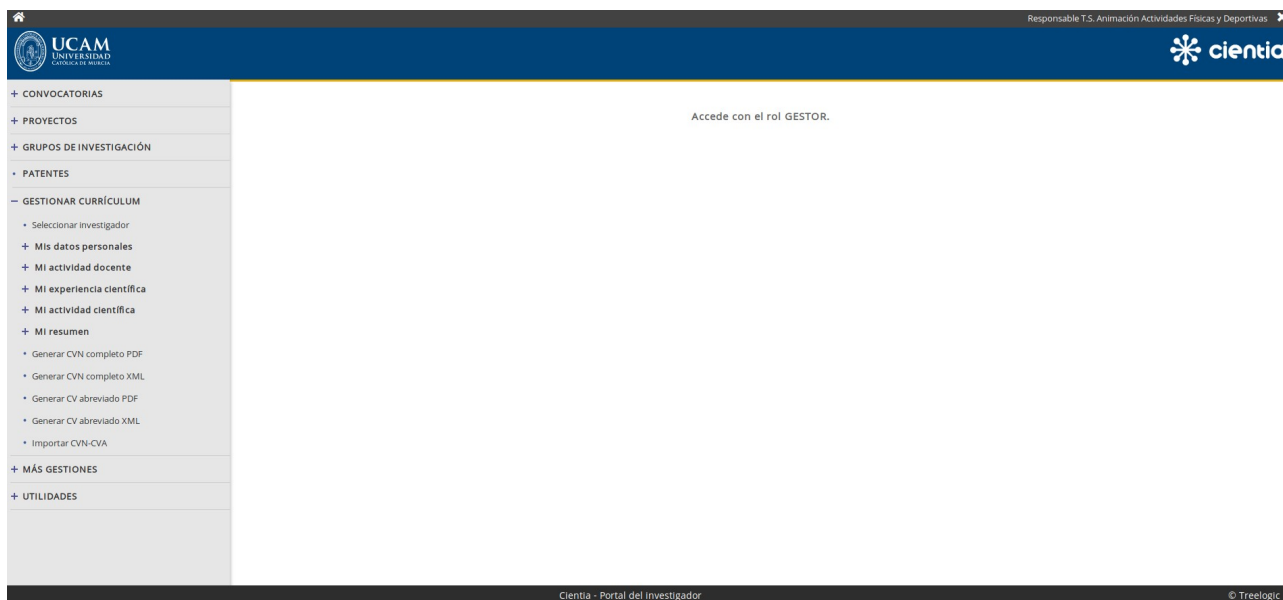 Responsable T.S. Animación Actividades Físicas y Deportivas
UCAM
UNIVERSIDAD
CATÓLICA DE MURCIA
cientia
+ CONVOCATORIAS
Accede con el rol GESTOR.
+ PROYECTOS
+ GRUPOS DE INVESTIGACIÓN
• PATENTES
− GESTIONAR CURRÍCULUM
• Seleccionar investigador
+ Mis datos personales
+ Mi actividad docente
+ Mi experiencia científica
+ Mi actividad científica
+ Mi resumen
• Generar CVN completo PDF
• Generar CVN completo XML
• Generar CV abreviado PDF
• Generar CV abreviado XML
• Importar CVN-CVA
+ MÁS GESTIONES
+ UTILIDADES
Cientia - Portal del investigador
© Treelogic